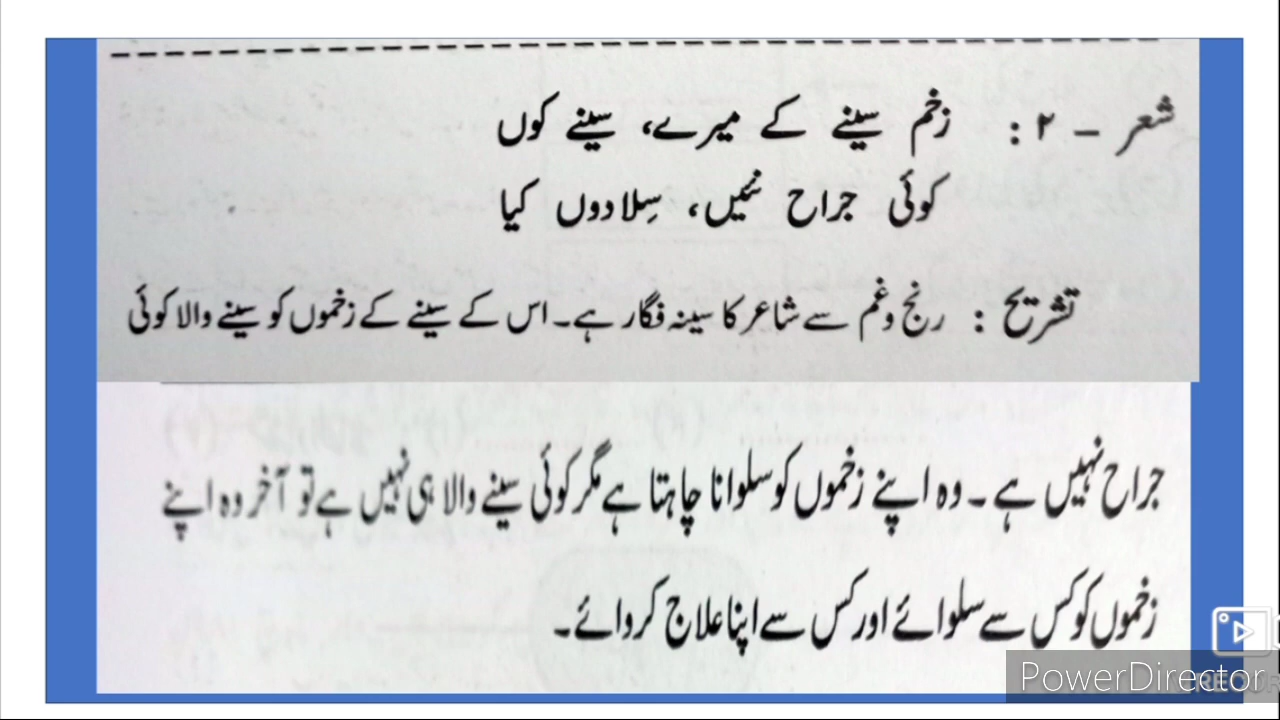 شعر - ۲ : زخم سینے کے میرے، سینے کوں
کوئی جراح نئیں، سِلا دوں کیا
تشریح : رنج و غم سے شاعر کا سینہ فگار ہے۔ اس کے سینے کے زخموں کو سینے والا کوئی
جراح نہیں ہے۔ وہ اپنے زخموں کو سلوانا چاہتا ہے مگر کوئی سینے والا ہی نہیں ہے تو آخر وہ اپنے
زخموں کو کس سے سلوائے اور کس سے اپنا علاج کروائے۔
PowerDirector